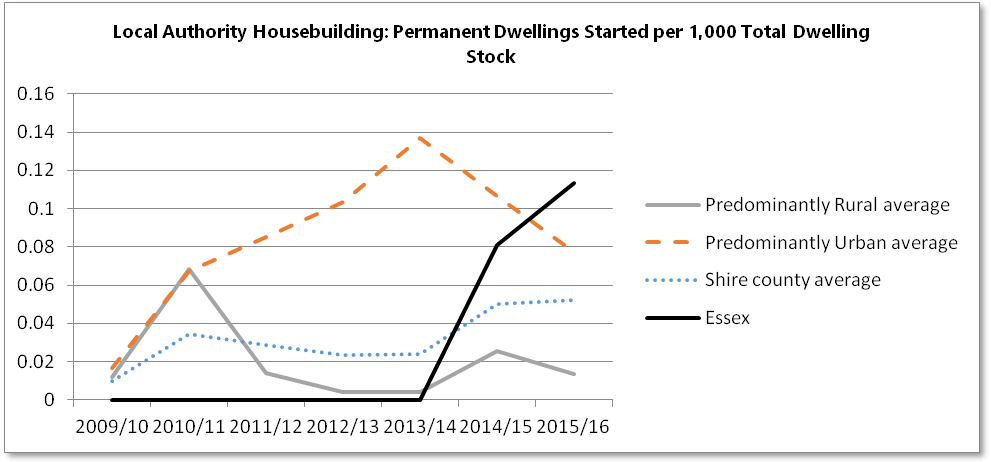 Local Authority Housebuilding: Permanent Dwellings Started per 1,000 Total Dwelling
Stock
0.16
0.14
0.12
0.1
0.08
0.06
0.04
0.02
0
2009/10 2010/11 2011/12 2012/13 2013/14 2014/15 2015/16
Predominantly Rural average
Predominantly Urban average
Shire county average
Essex